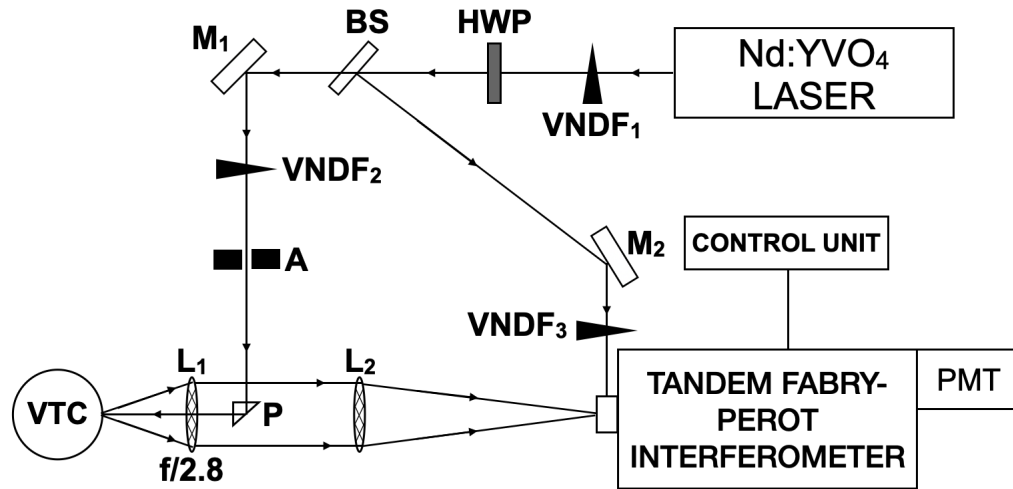 M₁
BS
HWP
Nd:YVO₄
LASER
VNDF₁
VNDF₂
A
M₂
CONTROL UNIT
VNDF₃
L₁
L₂
VTC
P
f/2.8
TANDEM FABRY-
PEROT
INTERFEROMETER
PMT